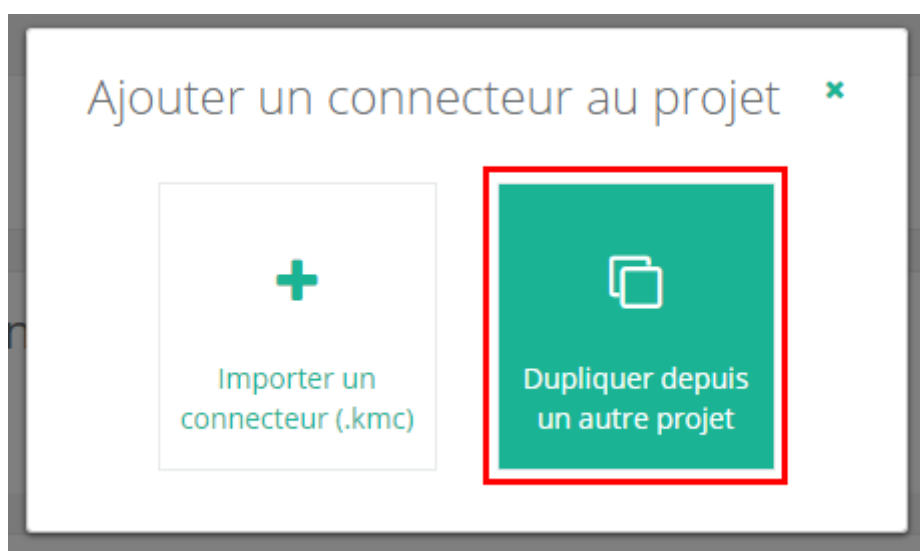 Ajouter un connecteur au projet
Importer un
connecteur (.kmc)
Dupliquer depuis
un autre projet